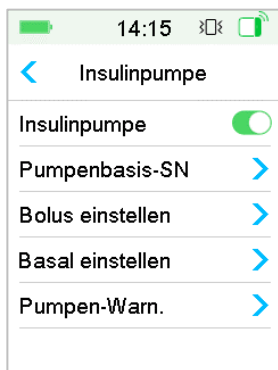 14:15
Insulinpumpe
Insulinpumpe
Pumpenbasis-SN
Bolus einstellen
Basal einstellen
Pumpen-Warn.